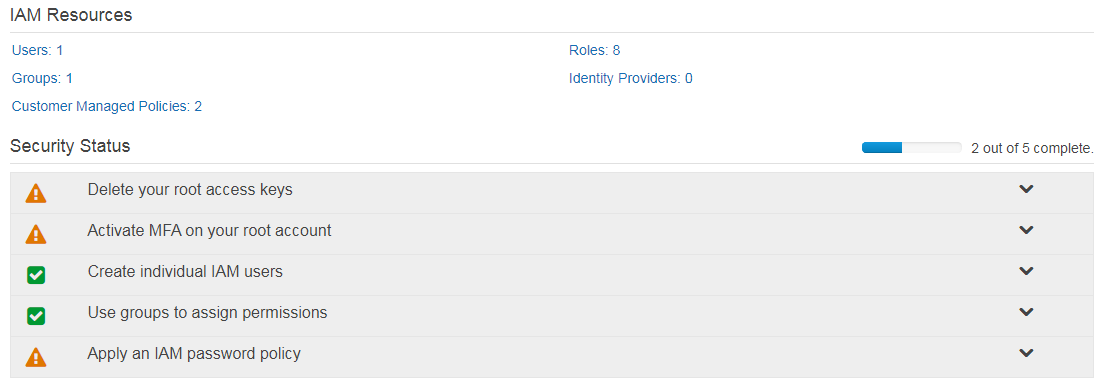 IAM Resources
Users: 1
Roles: 8
Groups: 1
Identity Providers: 0
Customer Managed Policies: 2
Security Status
2 out of 5 complete.
Delete your root access keys
Activate MFA on your root account
Create individual IAM users
Use groups to assign permissions
Apply an IAM password policy